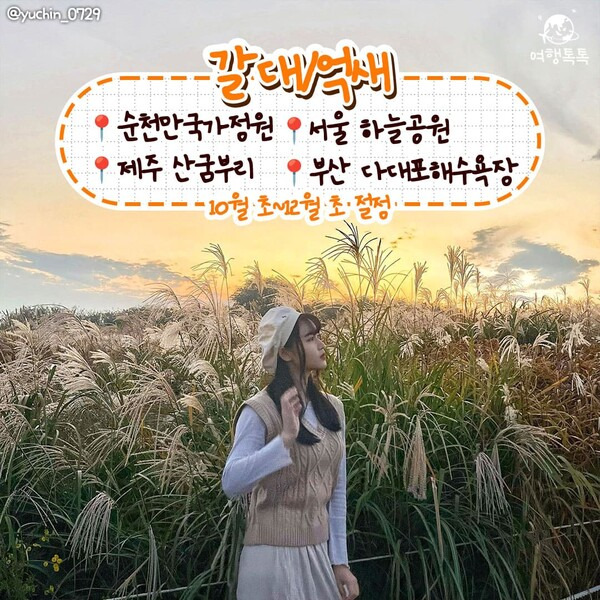 @yuchin_0729
여행톡톡
갈대/억새
순천만국가정원 서울 하늘공원
제주 산굼부리 부산 다대포해수욕장
10월 초~12월 초 절정